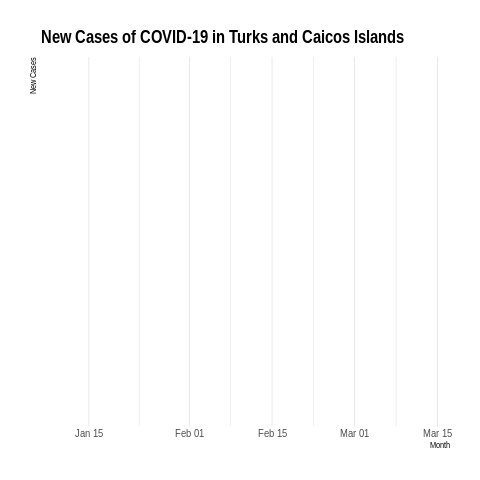 New Cases of COVID-19 in Turks and Caicos Islands
New Cases
Jan 15 Feb 01 Feb 15 Mar 01 Mar 15
Month